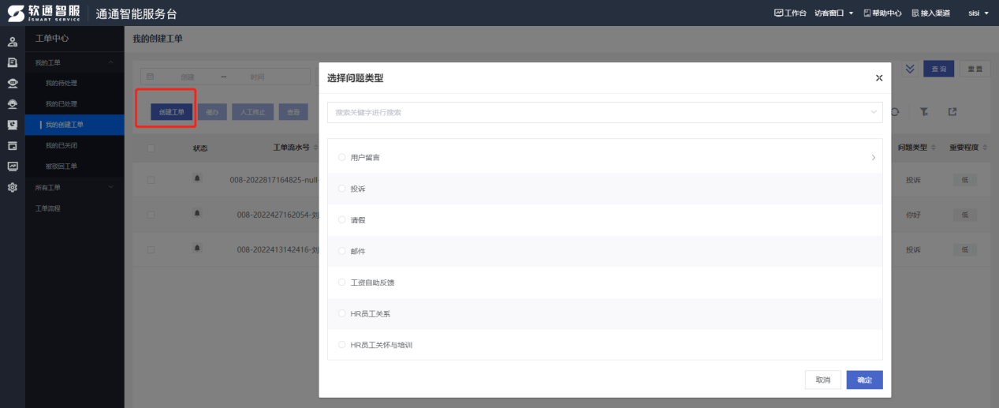 软通智服 通通智能服务台 工作台 访客窗口 帮助中心 接入渠道 sisi
iSMART SERVICE
工单中心
我的创建工单
我的工单
我的待处理
我的已处理
我的创建工单
我的已关闭
被驳回工单
所有工单
工单流程
创建 — 时间 查询 重置
创建工单 催办 人工终止 查看
状态 工单流水号 问题类型 重要程度
008-2022817164825-null- 投诉 低
008-2022427162054-刘 你好 低
008-2022413142416-刘 投诉 低
选择问题类型
搜索关键字进行搜索
用户留言
投诉
请假
邮件
工资自助反馈
HR员工关系
HR员工关怀与培训
取消 确定